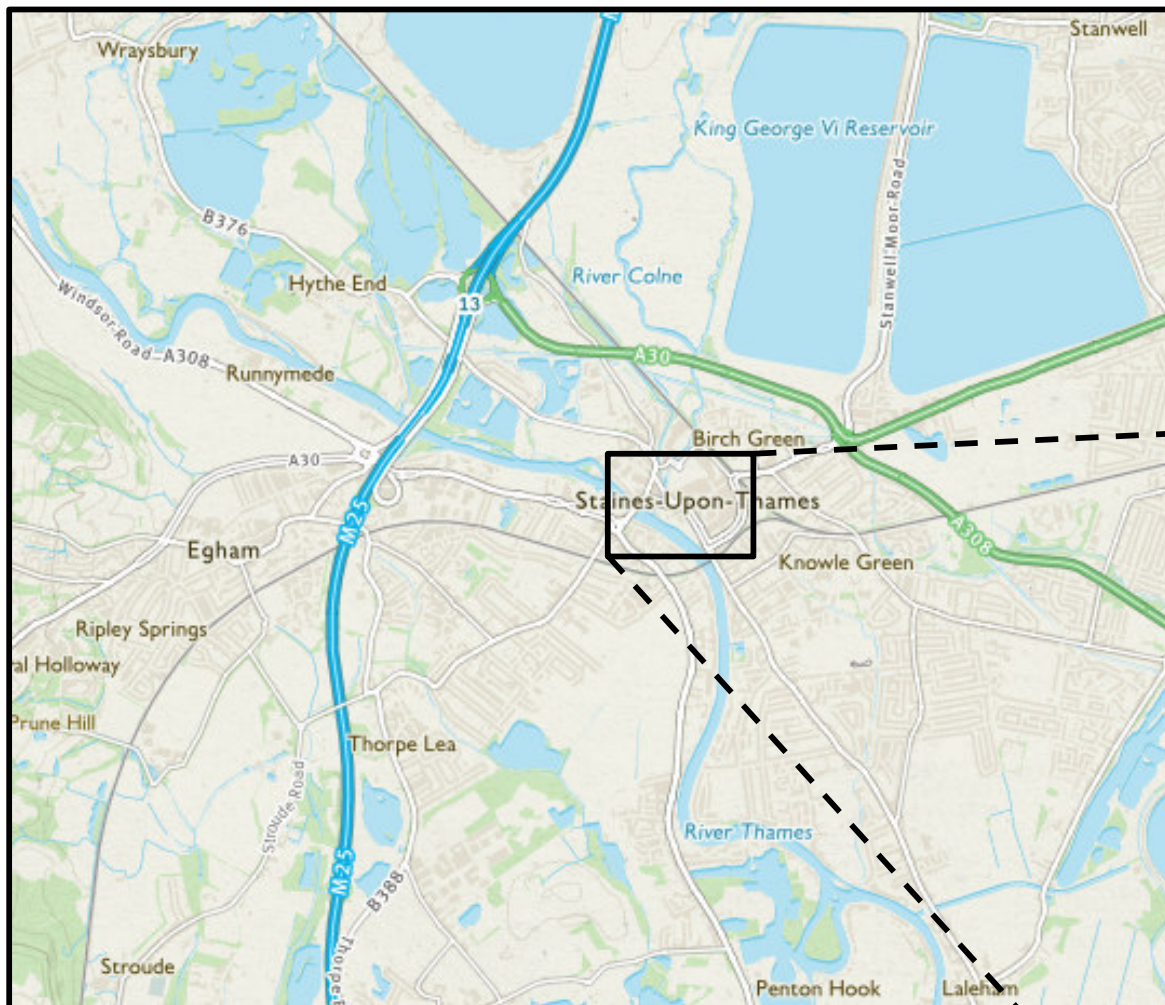 Wraysbury
Stanwell
King George Vi Reservoir
B376
River Colne
Hythe End
13
Stanwell Moor Road
Windsor Road
A308
A30
Runnymede
Birch Green
A30
Staines-Upon-Thames
M25
Egham
A308
Knowle Green
Ripley Springs
al Holloway
Prune Hill
Thorpe Lea
Stroude Road
River Thames
M25
B388
Stroude
Thorpe
Penton Hook
Laleham